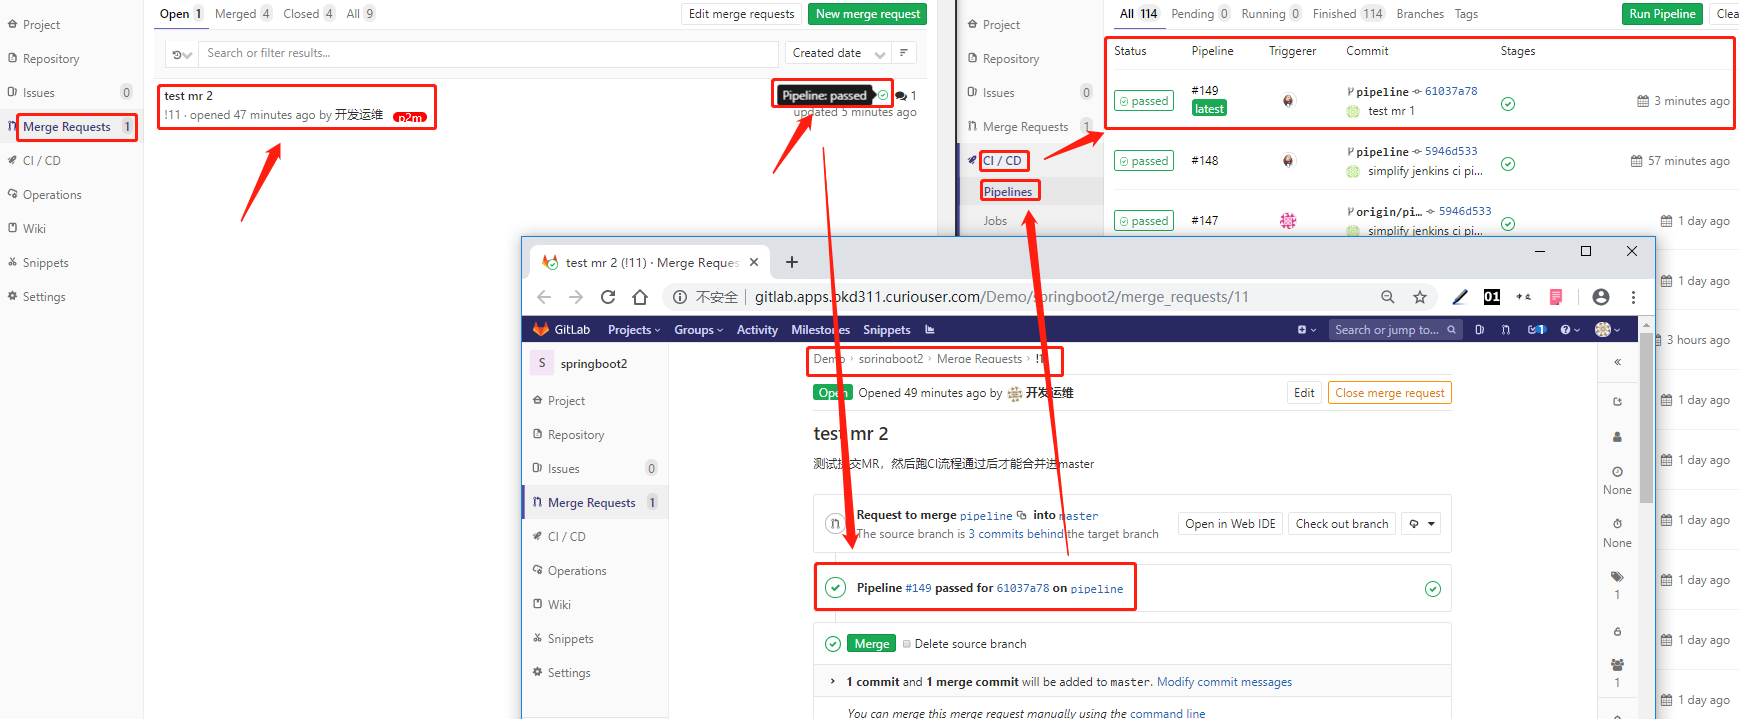 Project
Repository
Issues 0
Merge Requests 1
CI / CD
Operations
Wiki
Snippets
Settings
Open 1 Merged 4 Closed 4 All 9
Edit merge requests New merge request
Search or filter results...
Created date
test mr 2
!11 · opened 47 minutes ago by 开发运维 p2m
Pipeline: passed 1
updated 5 minutes ago
Project
Repository
Issues 0
Merge Requests 1
CI / CD
Pipelines
Jobs
All 114 Pending 0 Running 0 Finished 114 Branches Tags
Run Pipeline Clea
Status Pipeline Triggerer Commit Stages
passed #149 latest pipeline 61037a78 test mr 1 3 minutes ago
passed #148 pipeline 5946d533 simplify jenkins ci pi... 57 minutes ago
passed #147 origin/pi... 5946d533 simplify jenkins ci pi... 1 day ago
1 day ago
3 hours ago
1 day ago
1 day ago
1 day ago
1 day ago
1 day ago
1 day ago
test mr 2 (!11) · Merge Reques
不安全 gitlab.apps.okd311.curiouser.com/Demo/springboot2/merge_requests/11
01
GitLab Projects Groups Activity Milestones Snippets
Search or jump to...
1
S springboot2
Project
Repository
Issues 0
Merge Requests 1
CI / CD
Operations
Wiki
Snippets
Settings
Demo › springboot2 › Merge Requests ›
Open Opened 49 minutes ago by 开发运维
Edit Close merge request
test mr 2
测试提交MR，然后跑CI流程通过后才能合并进master
Request to merge pipeline into master
The source branch is 3 commits behind the target branch
Open in Web IDE Check out branch
Pipeline #149 passed for 61037a78 on pipeline
Merge Delete source branch
1 commit and 1 merge commit will be added to master. Modify commit messages
You can merge this merge request manually using the command line
«
None
None
1
1